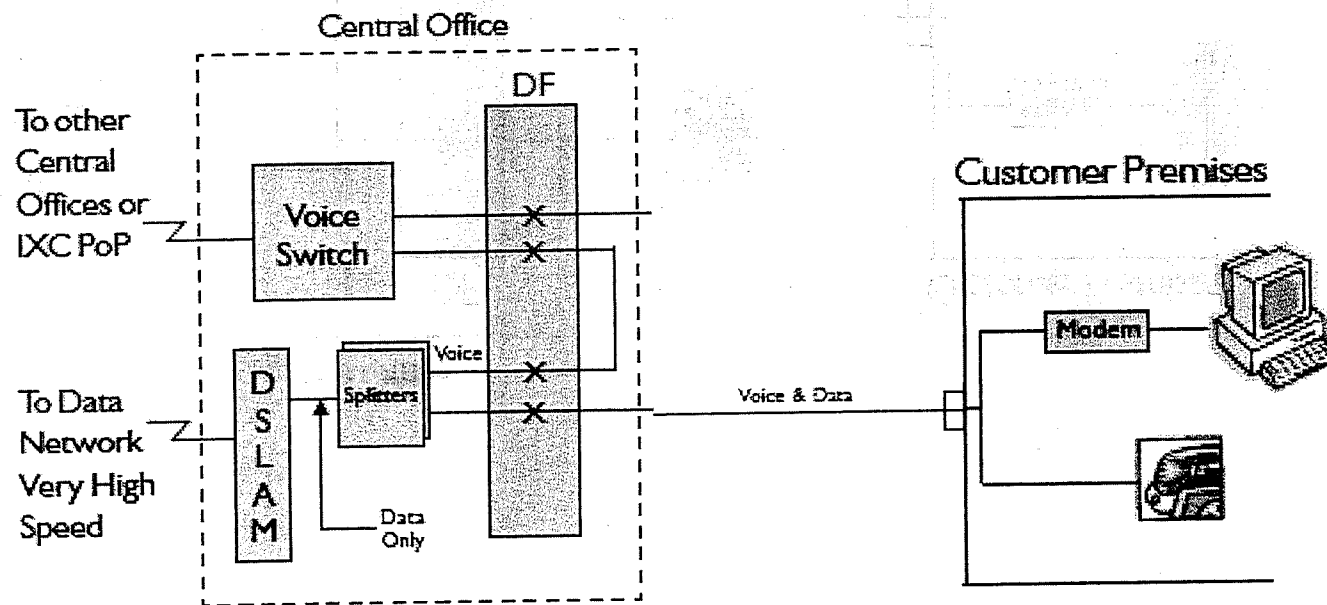 Central Office
DF
To other
Central
Offices or
IXC PoP
Voice
Switch
Customer Premises
Modem
Voice
Splitters
D
S
L
A
M
To Data
Network
Very High
Speed
Voice & Data
Data
Only